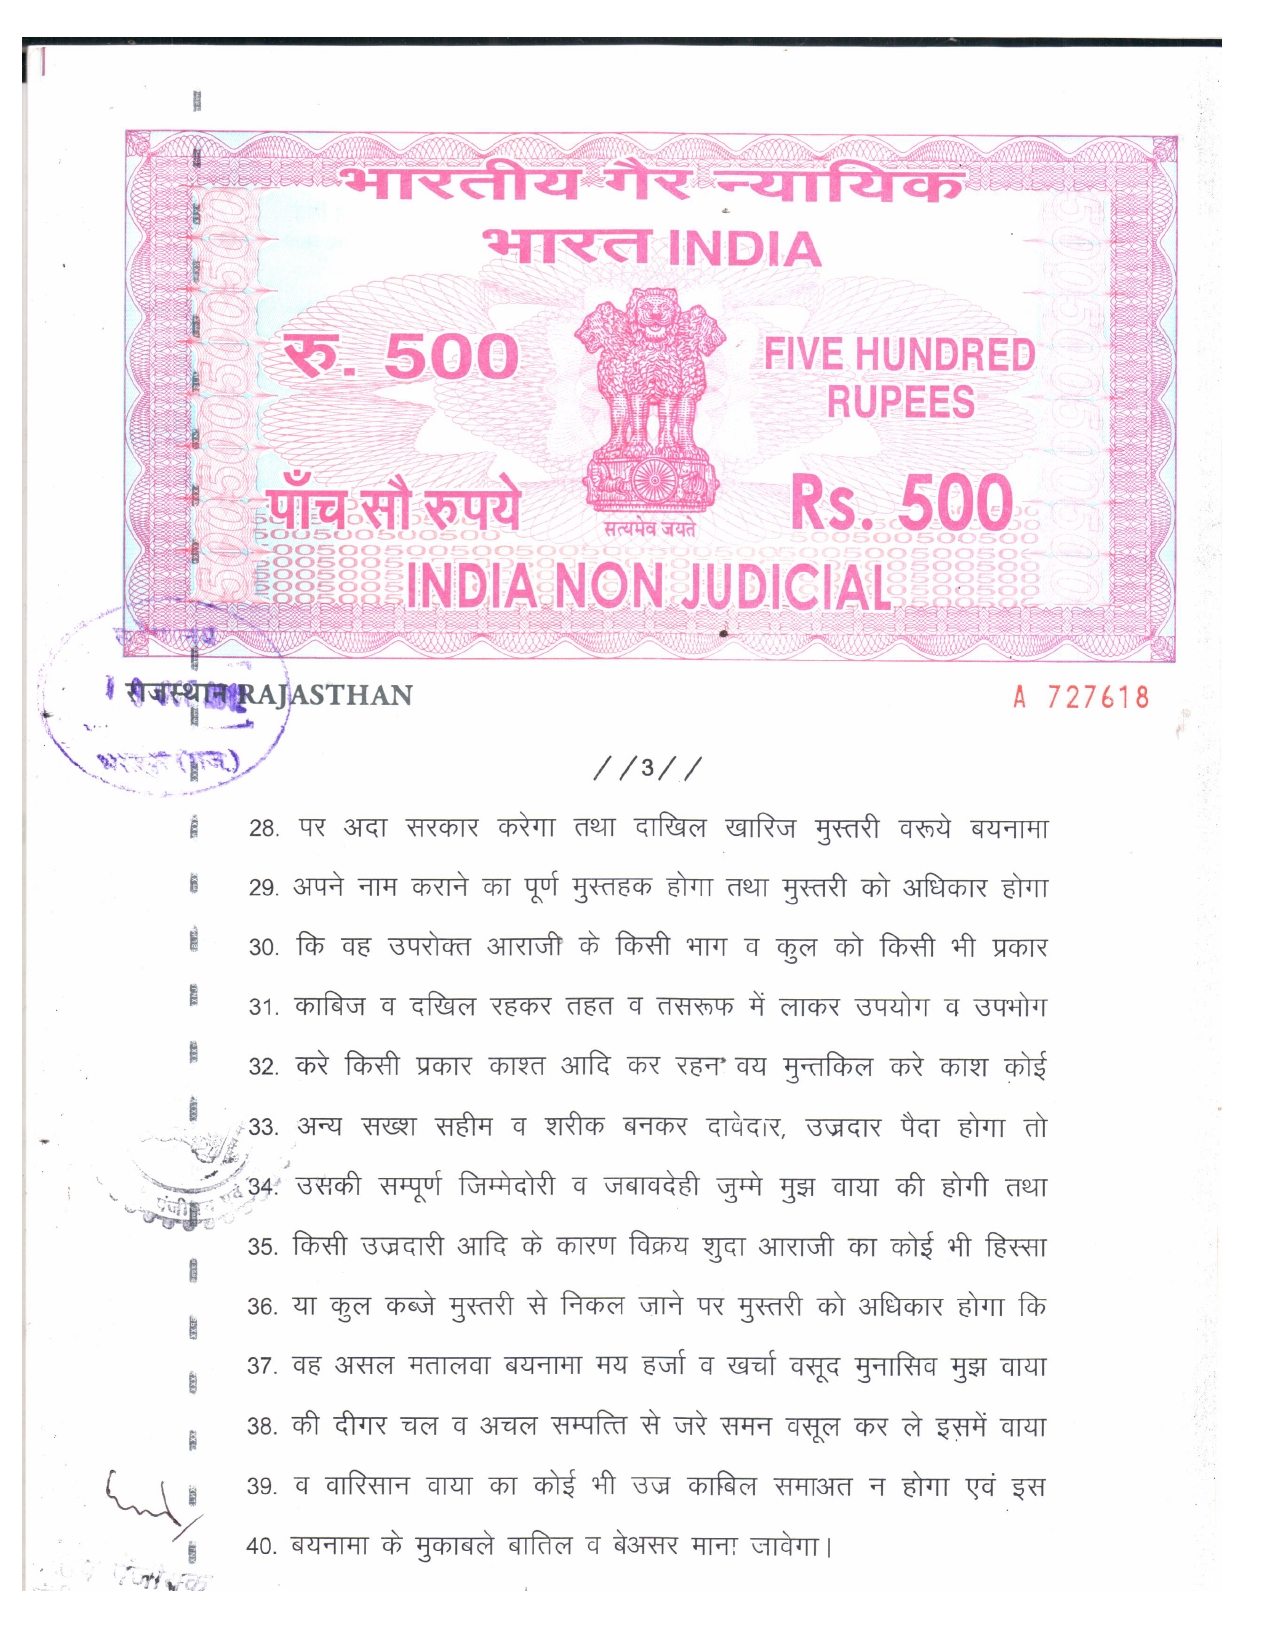 भारतीय गैर न्यायिक
भारत INDIA
रु. 500
FIVE HUNDRED
RUPEES
पाँच सौ रुपये
सत्यमेव जयते
Rs. 500
INDIA NON JUDICIAL
राजस्थान RAJASTHAN
A 727618
//3//
28. पर अदा सरकार करेगा तथा दाखिल खारिज मुस्तरी वरूये बयनामा
29. अपने नाम कराने का पूर्ण मुस्तहक होगा तथा मुस्तरी को अधिकार होगा
30. कि वह उपरोक्त आराजी के किसी भाग व कुल को किसी भी प्रकार
31. काबिज व दखिल रहकर तहत व तसरूफ में लाकर उपयोग व उपभोग
32. करे किसी प्रकार काश्त आदि कर रहन वय मुन्तकिल करे काश कोई
33. अन्य सख्श सहीम व शरीक बनकर दावेदार, उज्रदार पैदा होगा तो
34. उसकी सम्पूर्ण जिम्मेदोरी व जबावदेही जुम्मे मुझ वाया की होगी तथा
35. किसी उज्रदारी आदि के कारण विक्रय शुदा आराजी का कोई भी हिस्सा
36. या कुल कब्जे मुस्तरी से निकल जाने पर मुस्तरी को अधिकार होगा कि
37. वह असल मतालवा बयनामा मय हर्जा व खर्चा वसूद मुनासिव मुझ वाया
38. की दीगर चल व अचल सम्पत्ति से जरे समन वसूल कर ले इसमें वाया
39. व वारिसान वाया का कोई भी उज्र काबिल समाअत न होगा एवं इस
40. बयनामा के मुकाबले बातिल व बेअसर माना जावेगा।